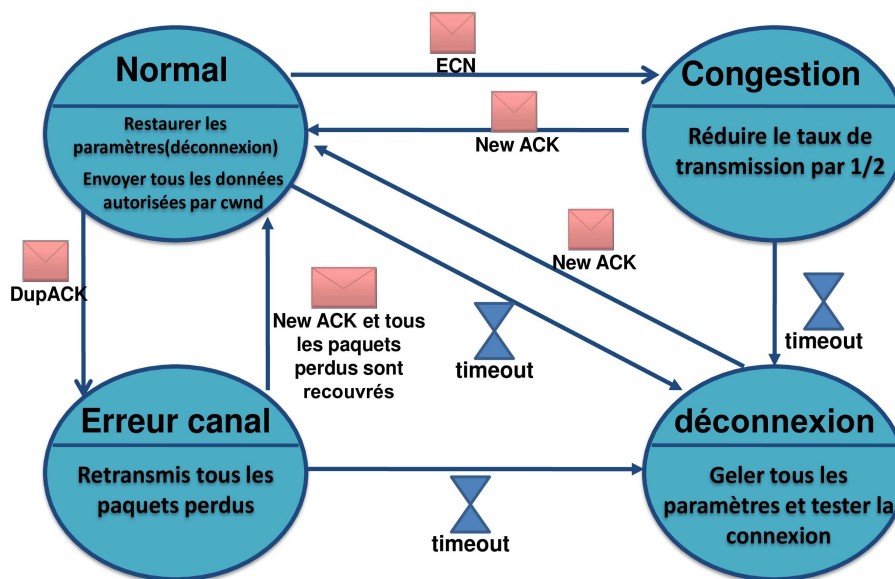 Normal
Restaurer les
paramètres(déconnexion)
Envoyer tous les données
autorisées par cwnd
ECN
New ACK
Congestion
Réduire le taux de
transmission par 1/2
DupACK
New ACK et tous
les paquets
perdus sont
recouvrés
New ACK
timeout
timeout
Erreur canal
Retransmis tous les
paquets perdus
timeout
déconnexion
Geler tous les
paramètres et tester la
connexion